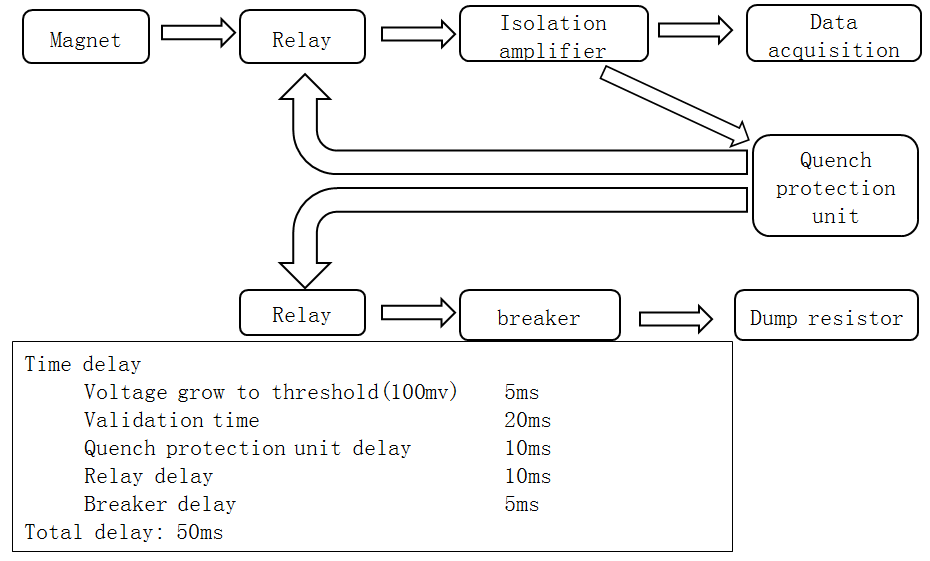 Magnet
Relay
Isolation
amplifier
Data
acquisition
Quench
protection
unit
Relay
breaker
Dump resistor
Time delay
Voltage grow to threshold(100mv) 5ms
Validation time 20ms
Quench protection unit delay 10ms
Relay delay 10ms
Breaker delay 5ms
Total delay: 50ms